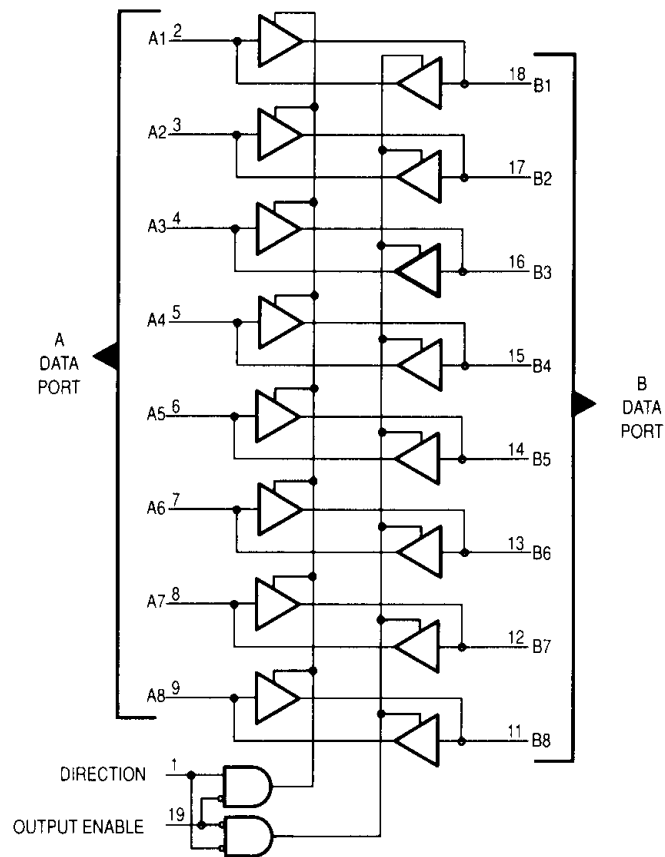 A1 2
18 B1
A2 3
17 B2
A3 4
16 B3
A4 5
15 B4
A
DATA
PORT
B
DATA
PORT
A5 6
14 B5
A6 7
13 B6
A7 8
12 B7
A8 9
11 B8
DIRECTION 1
OUTPUT ENABLE 19